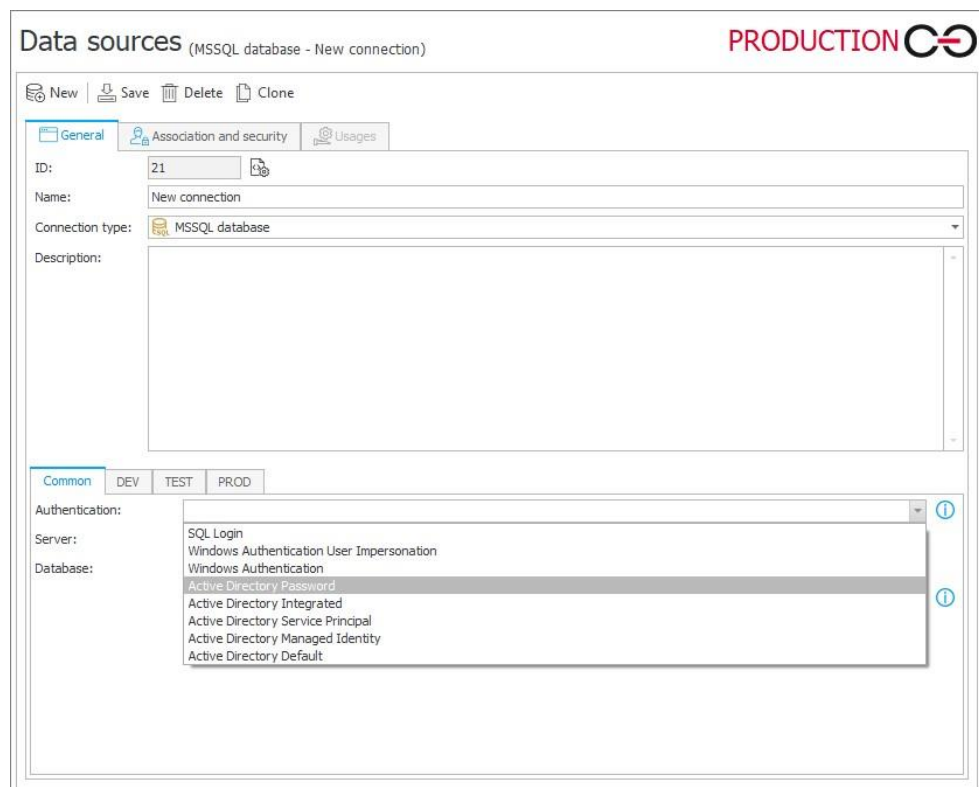 Data sources (MSSQL database - New connection) PRODUCTION
New Save Delete Clone
General Association and security Usages
ID: 21
Name: New connection
Connection type: SQL MSSQL database
Description:
Common DEV TEST PROD
Authentication:
Server: SQL Login
Windows Authentication User Impersonation
Database: Windows Authentication
Active Directory Password
Active Directory Integrated
Active Directory Service Principal
Active Directory Managed Identity
Active Directory Default